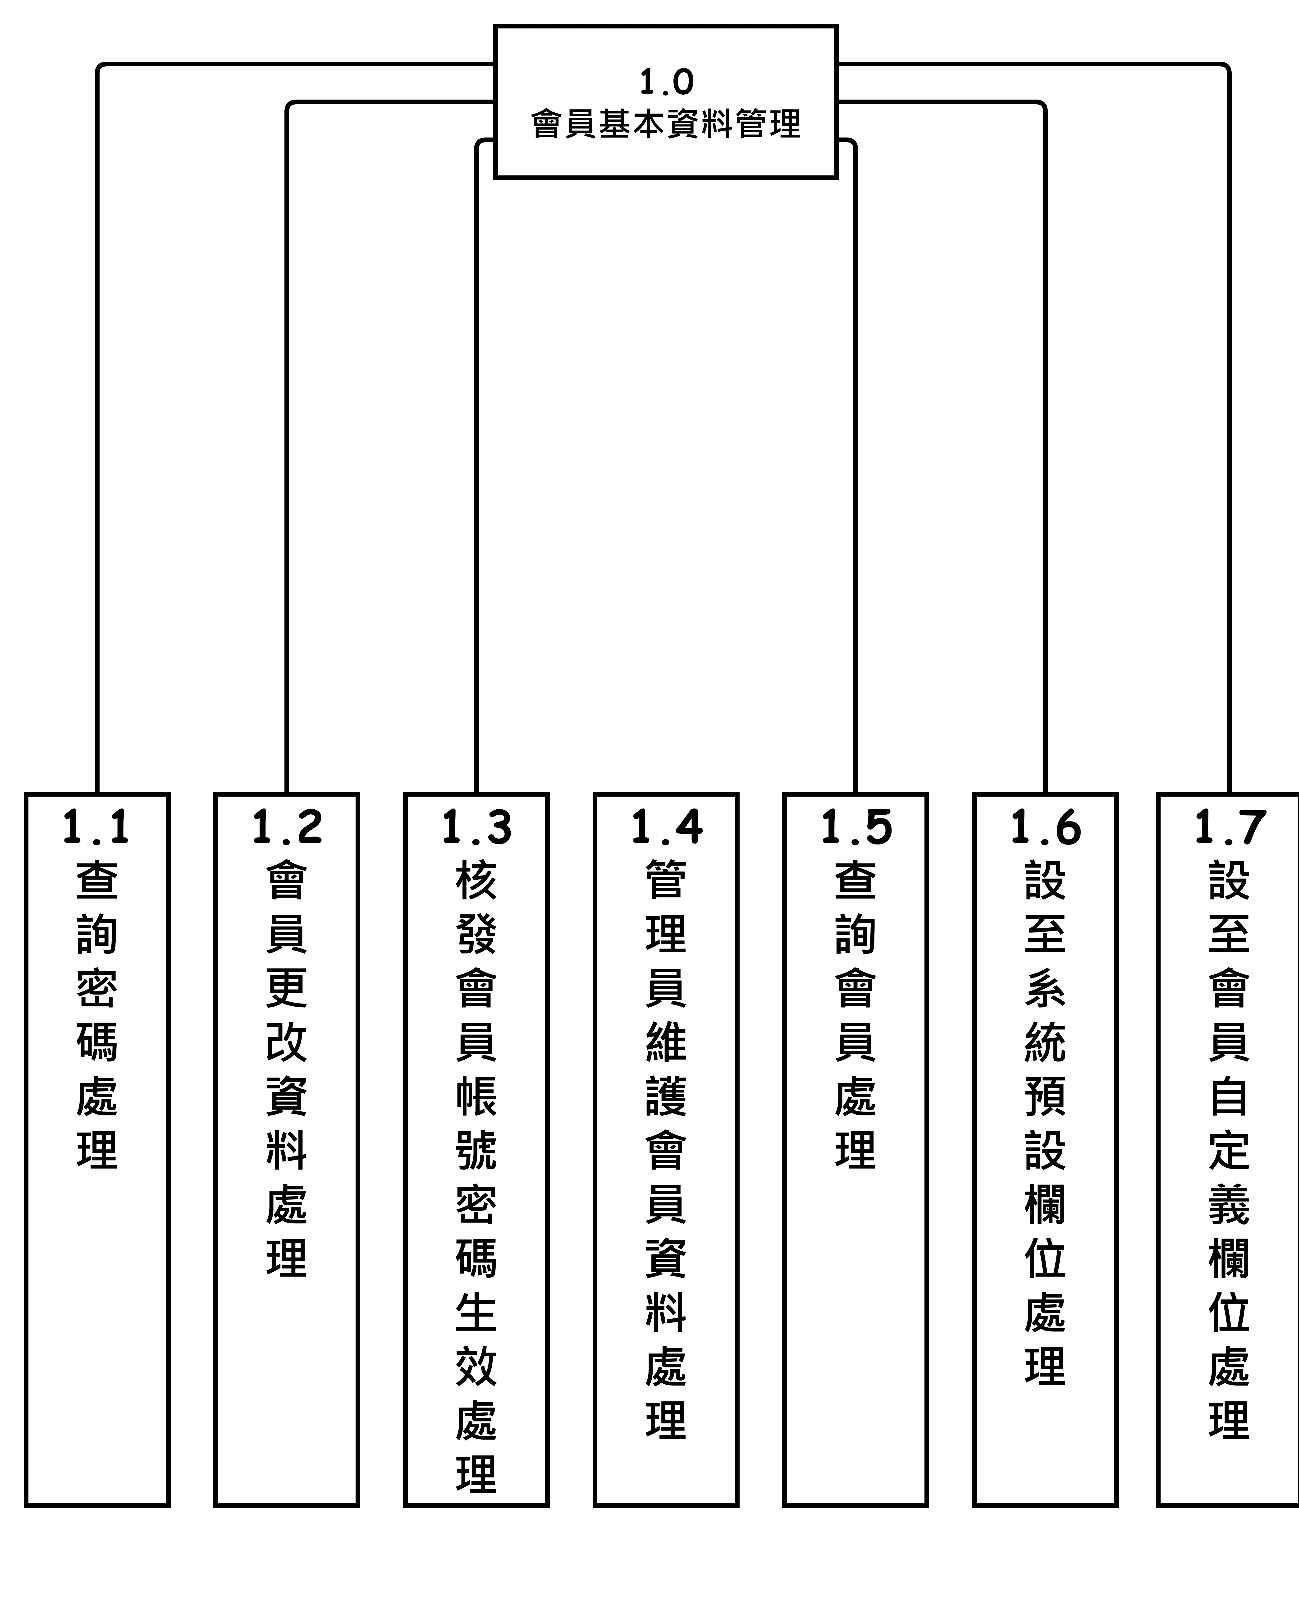 1.0
會員基本資料管理
1.1
查詢密碼處理
1.2
會員更改資料處理
1.3
核發會員帳號密碼生效處理
1.4
管理員維護會員資料處理
1.5
查詢會員處理
1.6
設至系統預設欄位處理
1.7
設至會員自定義欄位處理